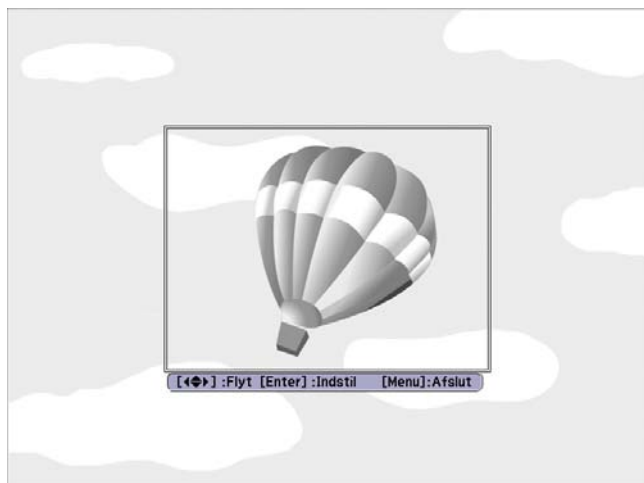 [◀◆▶] :Flyt [Enter] :Indstil [Menu]:Afslut